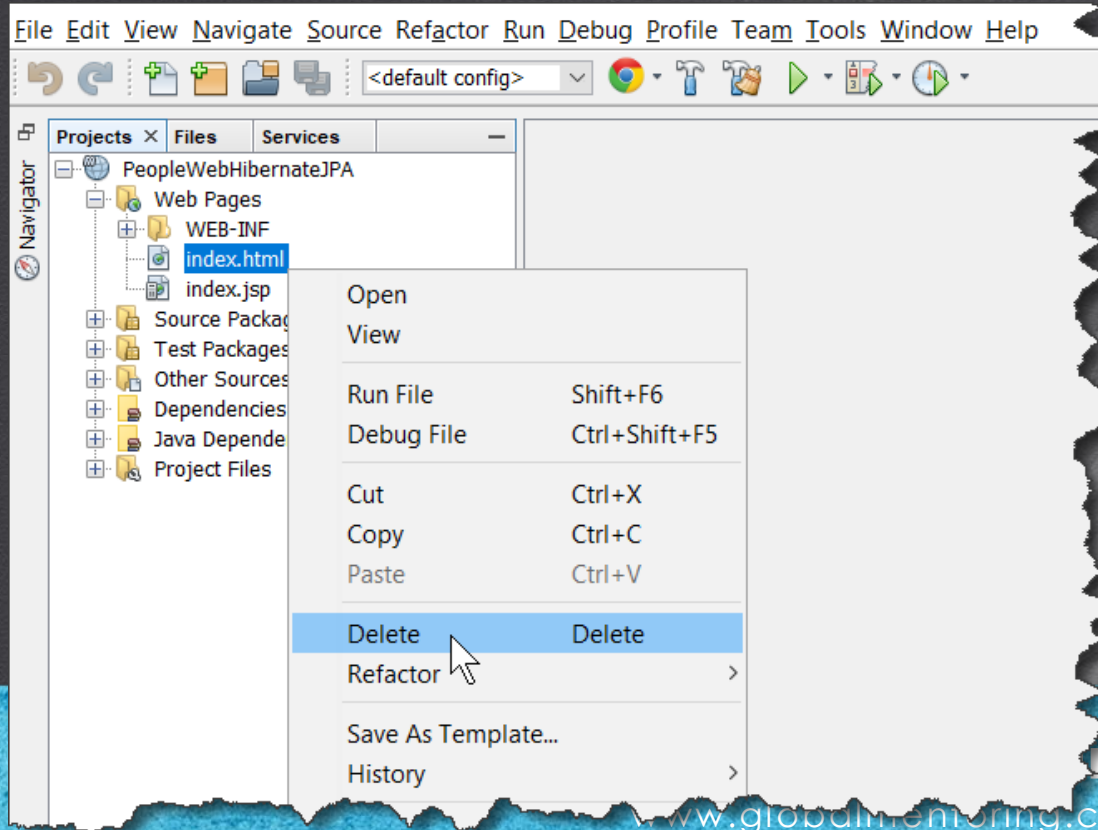 File Edit View Navigate Source Refactor Run Debug Profile Team Tools Window Help
<default config>
Projects Files Services
Navigator
PeopleWebHibernateJPA
Web Pages
WEB-INF
index.html
index.jsp
Source Packag
Test Packages
Other Sources
Dependencies
Java Depende
Project Files
Open
View
Run File Shift+F6
Debug File Ctrl+Shift+F5
Cut Ctrl+X
Copy Ctrl+C
Paste Ctrl+V
Delete Delete
Refactor
Save As Template...
History
www.globalmentoring.c